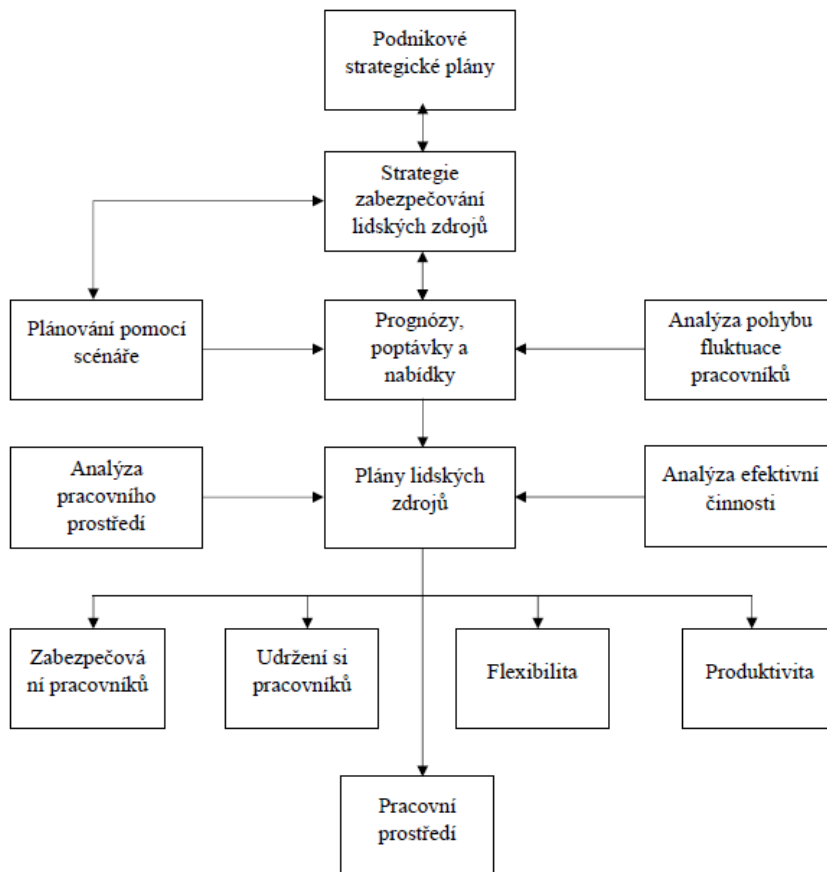 Podnikové
strategické plány
Strategie
zabezpečování
lidských zdrojů
Plánování pomocí
scénáře
Prognózy,
poptávky a
nabídky
Analýza pohybu
fluktuace
pracovníků
Analýza
pracovního
prostředí
Plány lidských
zdrojů
Analýza efektivní
činnosti
Zabezpečová
ní pracovníků
Udržení si
pracovníků
Flexibilita
Produktivita
Pracovní
prostředí